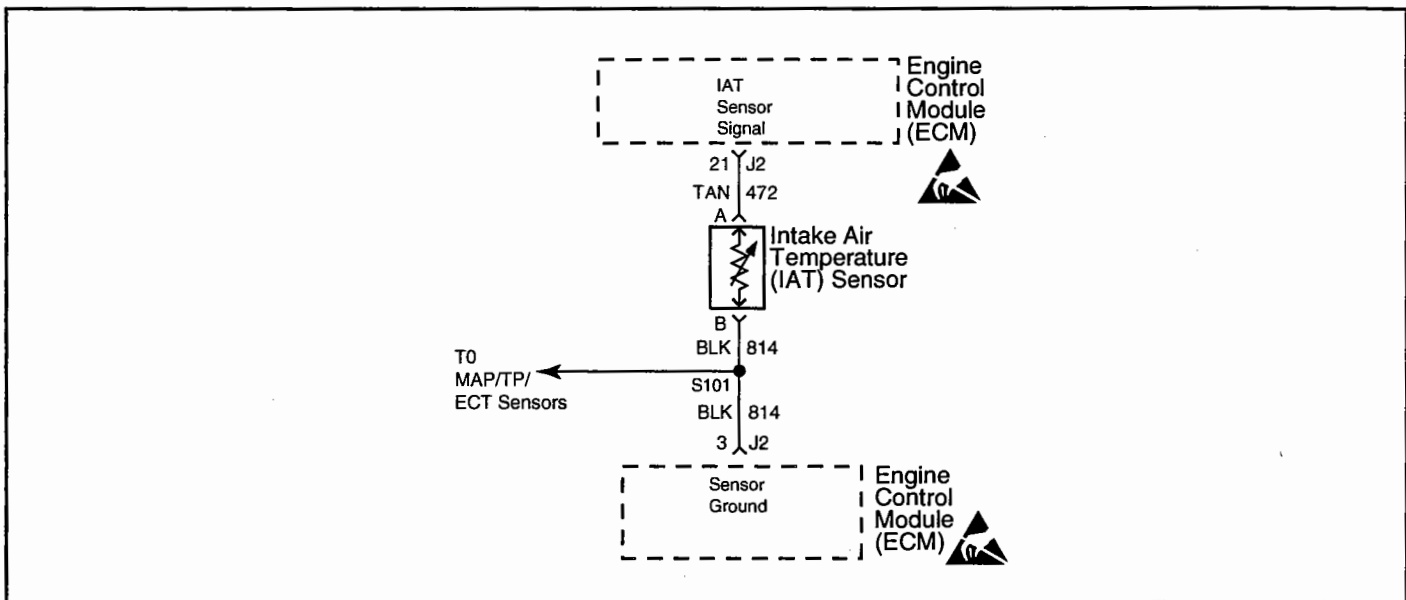 IAT
Sensor
Signal
Engine
Control
Module
(ECM)
21 J2
TAN 472
A
Intake Air
Temperature
(IAT) Sensor
B
BLK 814
T0
MAP/TP/
ECT Sensors
S101
BLK 814
3 J2
Sensor
Ground
Engine
Control
Module
(ECM)